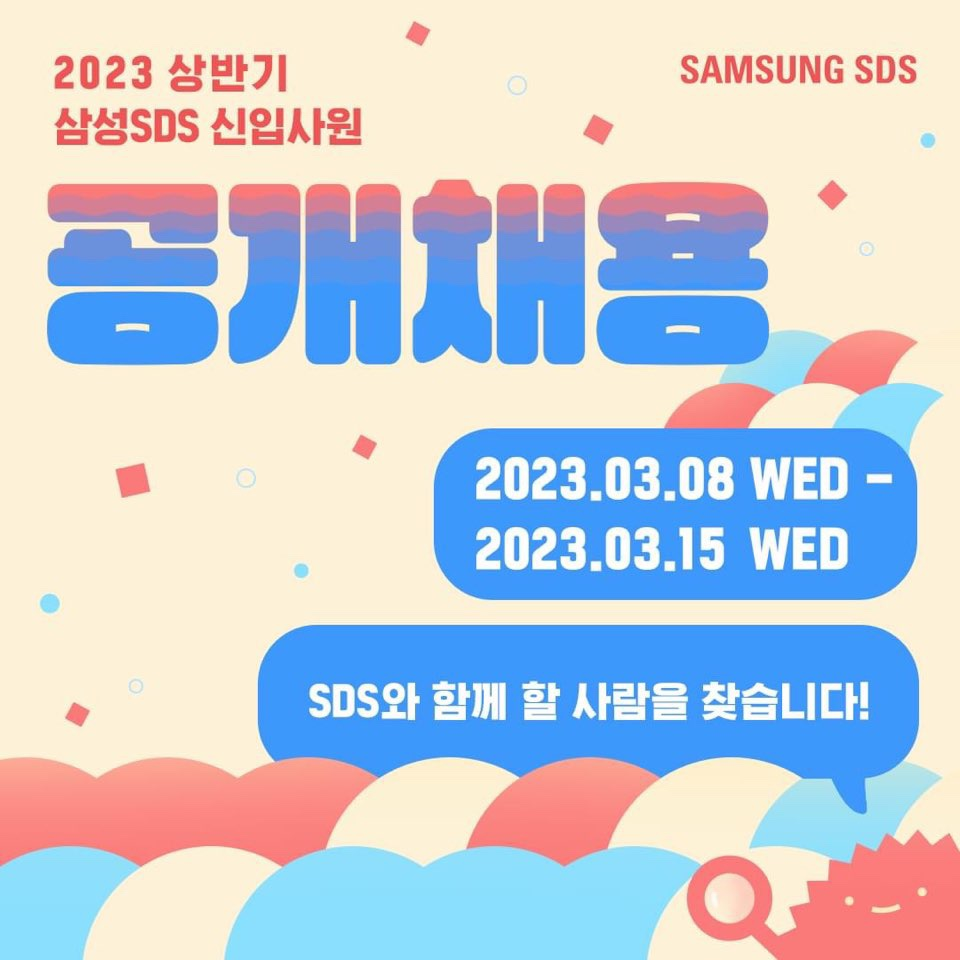 2023 상반기
SAMSUNG SDS
삼성SDS 신입사원
공개채용
2023.03.08 WED -
2023.03.15 WED
SDS와 함께 할 사람을 찾습니다!